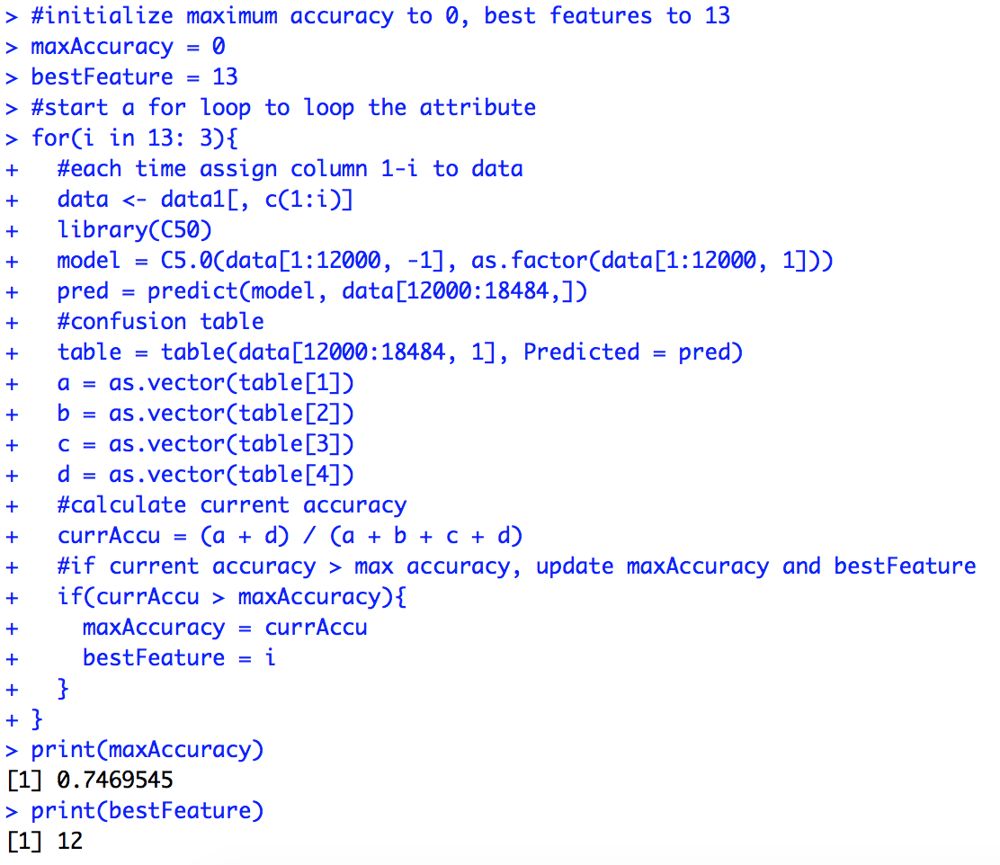 > #initialize maximum accuracy to 0, best features to 13
> maxAccuracy = 0
> bestFeature = 13
> #start a for loop to loop the attribute
> for(i in 13: 3){
+   #each time assign column 1-i to data
+   data <- data1[, c(1:i)]
+   library(C50)
+   model = C5.0(data[1:12000, -1], as.factor(data[1:12000, 1]))
+   pred = predict(model, data[12000:18484,])
+   #confusion table
+   table = table(data[12000:18484, 1], Predicted = pred)
+   a = as.vector(table[1])
+   b = as.vector(table[2])
+   c = as.vector(table[3])
+   d = as.vector(table[4])
+   #calculate current accuracy
+   currAccu = (a + d) / (a + b + c + d)
+   #if current accuracy > max accuracy, update maxAccuracy and bestFeature
+   if(currAccu > maxAccuracy){
+     maxAccuracy = currAccu
+     bestFeature = i
+   }
+ }
> print(maxAccuracy)
[1] 0.7469545
> print(bestFeature)
[1] 12